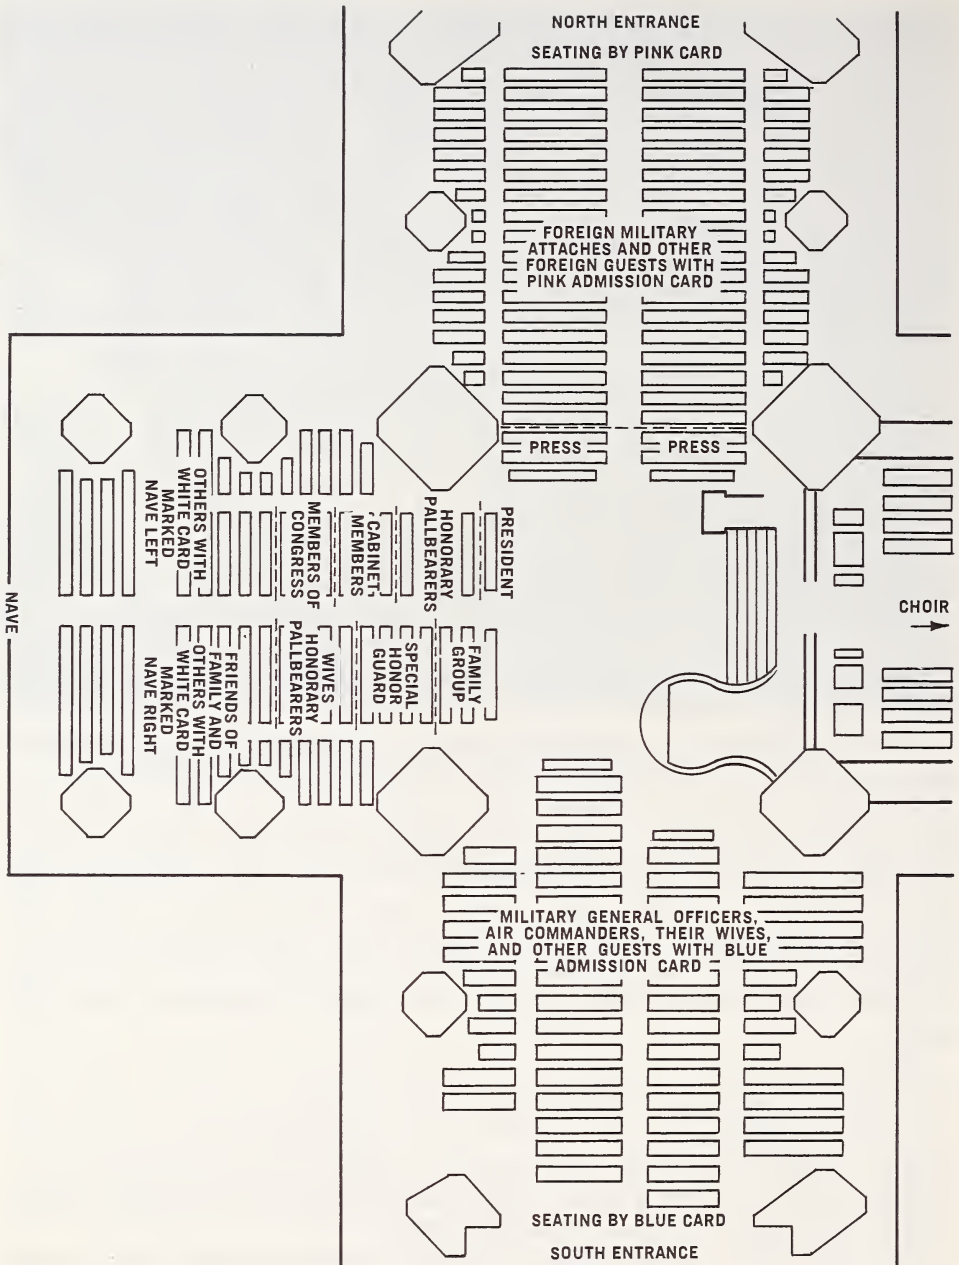 NORTH ENTRANCE
SEATING BY PINK CARD
FOREIGN MILITARY
ATTACHES AND OTHER
FOREIGN GUESTS WITH
PINK ADMISSION CARD
PRESS
PRESS
PRESIDENT
HONORARY
PALLBEARERS
CABINET
MEMBERS
MEMBERS OF
CONGRESS
OTHERS WITH
WHITE CARD
MARKED
NAVE LEFT
NAVE
CHOIR
FAMILY
GROUP
SPECIAL
HONOR
GUARD
WIVES
HONORARY
PALLBEARERS
FRIENDS OF
FAMILY AND
OTHERS WITH
WHITE CARD
MARKED
NAVE RIGHT
MILITARY GENERAL OFFICERS,
AIR COMMANDERS, THEIR WIVES,
AND OTHER GUESTS WITH BLUE
ADMISSION CARD
SEATING BY BLUE CARD
SOUTH ENTRANCE